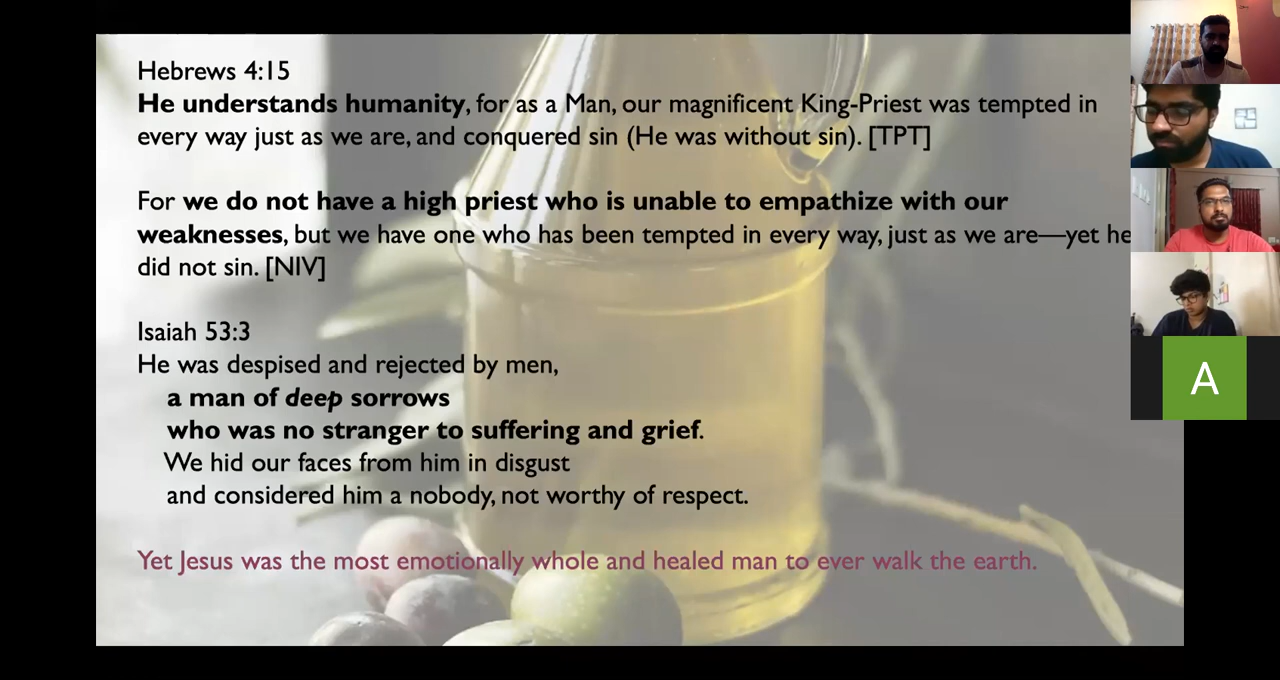 Hebrews 4:15
He understands humanity, for as a Man, our magnificent King-Priest was tempted in
every way just as we are, and conquered sin (He was without sin). [TPT]
For we do not have a high priest who is unable to empathize with our
weaknesses, but we have one who has been tempted in every way, just as we are—yet he
did not sin. [NIV]
Isaiah 53:3
He was despised and rejected by men,
a man of deep sorrows
who was no stranger to suffering and grief.
We hid our faces from him in disgust
and considered him a nobody, not worthy of respect.
Yet Jesus was the most emotionally whole and healed man to ever walk the earth.
A